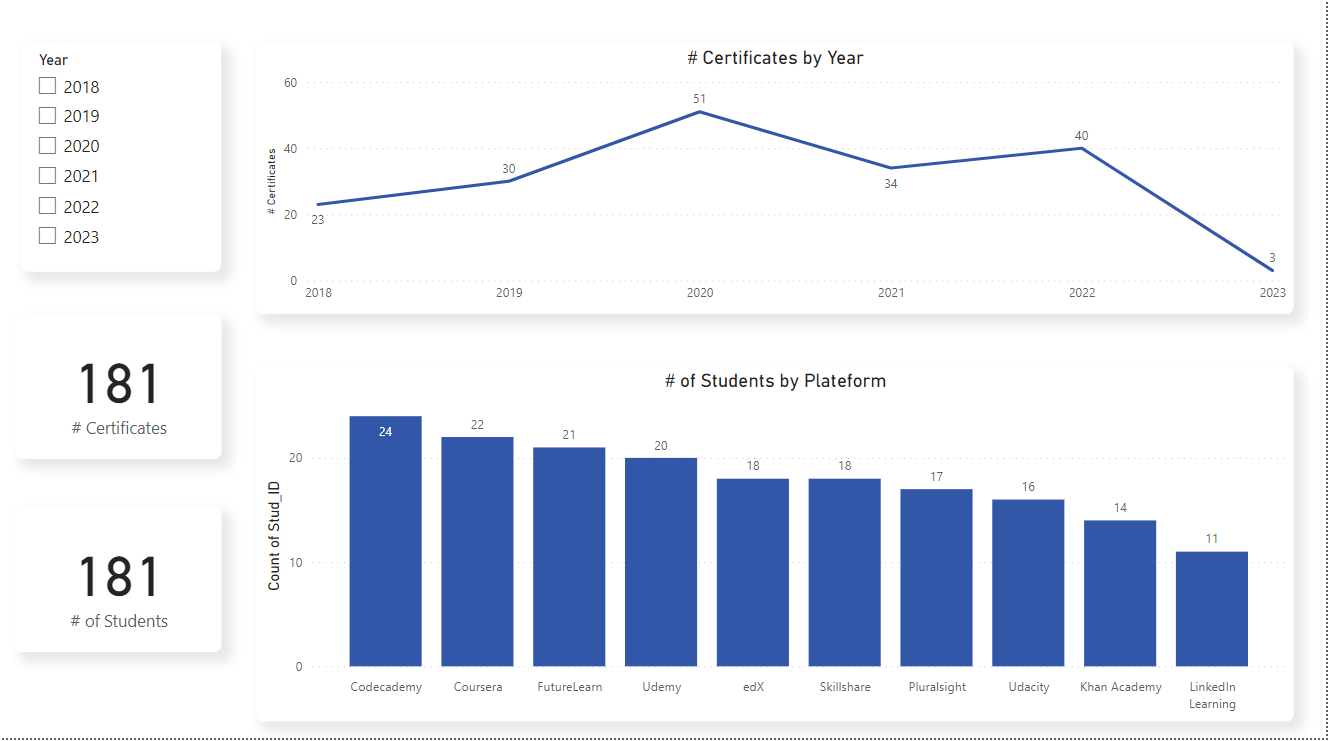 Year
2018
2019
2020
2021
2022
2023
181
# Certificates
181
# of Students
# Certificates by Year
# Certificates
60
40
20
0
23
30
51
34
40
3
2018
2019
2020
2021
2022
2023
# of Students by Plateform
Count of Stud_ID
20
10
0
24
22
21
20
18
18
17
16
14
11
Codecademy
Coursera
FutureLearn
Udemy
edX
Skillshare
Pluralsight
Udacity
Khan Academy
LinkedIn
Learning